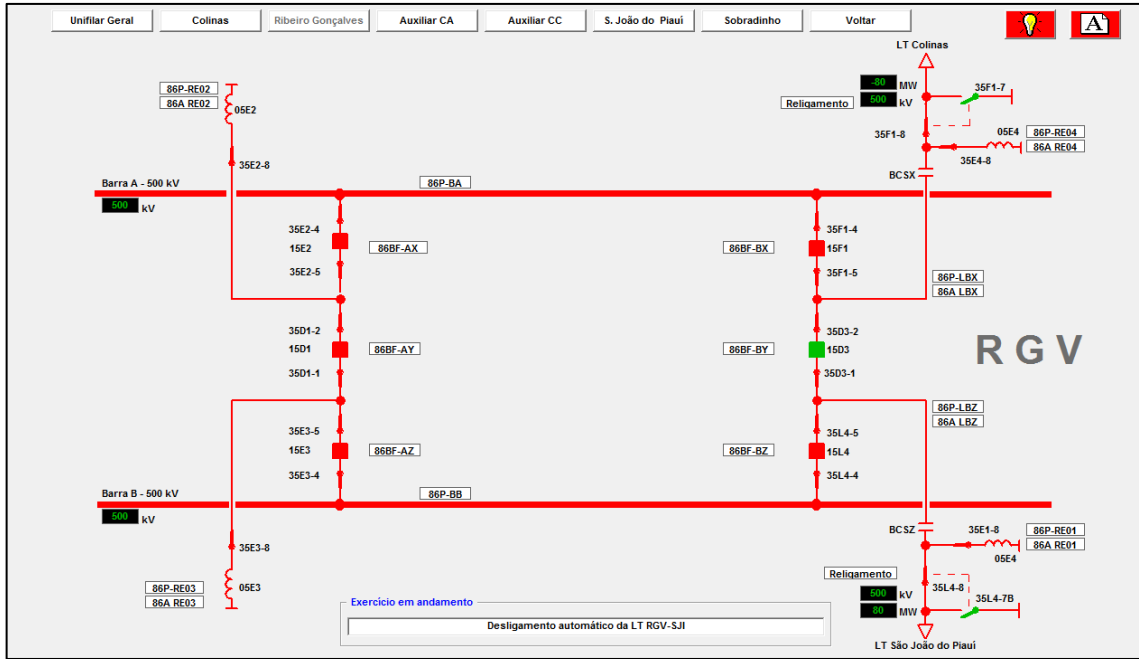 Unifilar Geral
Colinas
Ribeiro Gonçalves
Auxiliar CA
Auxiliar CC
S. João do Piauí
Sobradinho
Voltar
A
LT Colinas
86P-RE02
86A RE02
05E2
-80 MW
Religamento
500 kV
35F1-7
35F1-8
05E4
86P-RE04
86A RE04
35E4-8
35E2-8
BCSX
Barra A - 500 kV
86P-BA
500 kV
35E2-4
15E2
86BF-AX
35E2-5
35F1-4
86BF-BX
15F1
35F1-5
86P-LBX
86A LBX
35D1-2
15D1
86BF-AY
35D1-1
35D3-2
86BF-BY
15D3
35D3-1
R G V
86P-LBZ
86A LBZ
35E3-5
15E3
86BF-AZ
35E3-4
35L4-5
86BF-BZ
15L4
35L4-4
Barra B - 500 kV
86P-BB
500 kV
BCSZ
35E1-8
86P-RE01
86A RE01
05E4
35E3-8
86P-RE03
86A RE03
05E3
Religamento
35L4-8
500 kV
80 MW
35L4-7B
LT São João do Piauí
Exercício em andamento
Desligamento automático da LT RGV-SJI